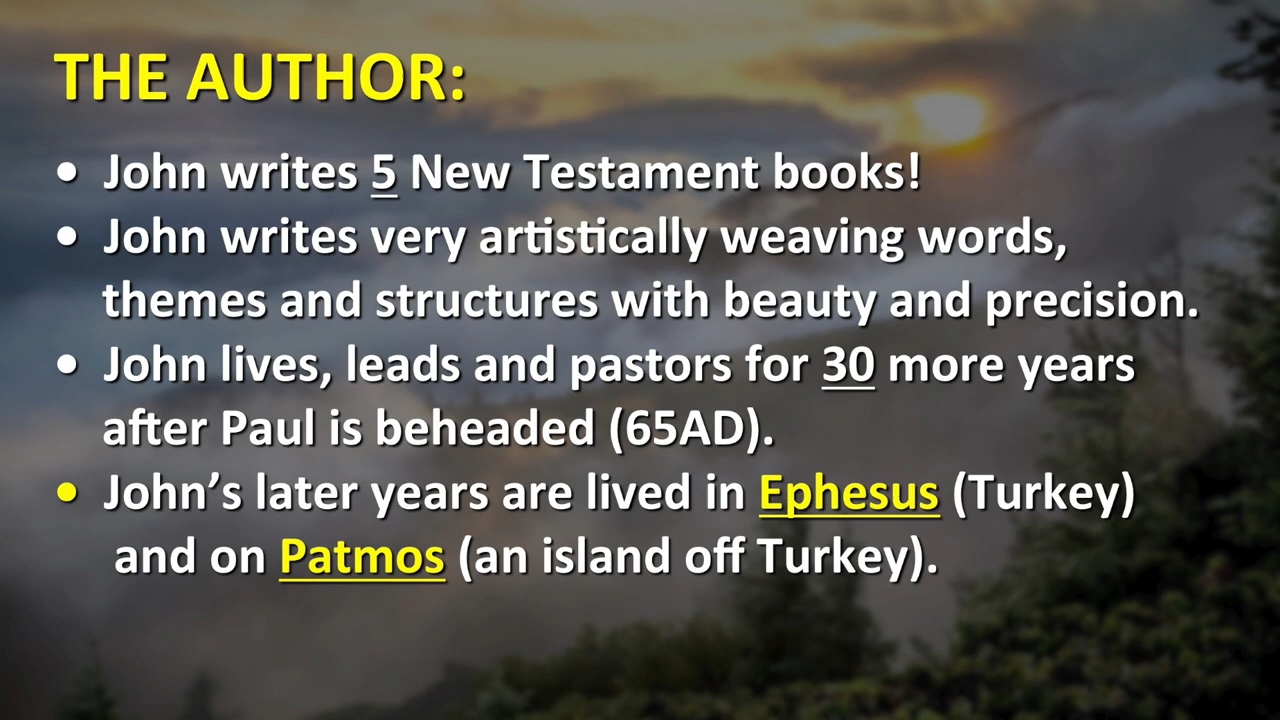 THE AUTHOR:
• John writes 5 New Testament books!
• John writes very artistically weaving words,
themes and structures with beauty and precision.
• John lives, leads and pastors for 30 more years
after Paul is beheaded (65AD).
• John’s later years are lived in Ephesus (Turkey)
and on Patmos (an island off Turkey).